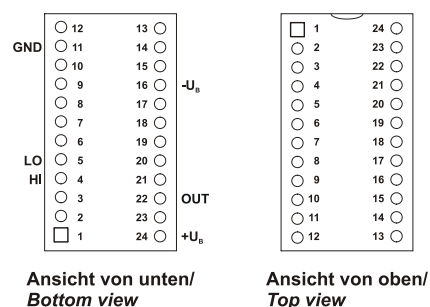 12 13
GND 11 14
10 15
9 16 -U_B
8 17
7 18
6 19
LO 5 20
HI 4 21
3 22 OUT
2 23
1 24 +U_B
Ansicht von unten/
Bottom view
1 24
2 23
3 22
4 21
5 20
6 19
7 18
8 17
9 16
10 15
11 14
12 13
Ansicht von oben/
Top view